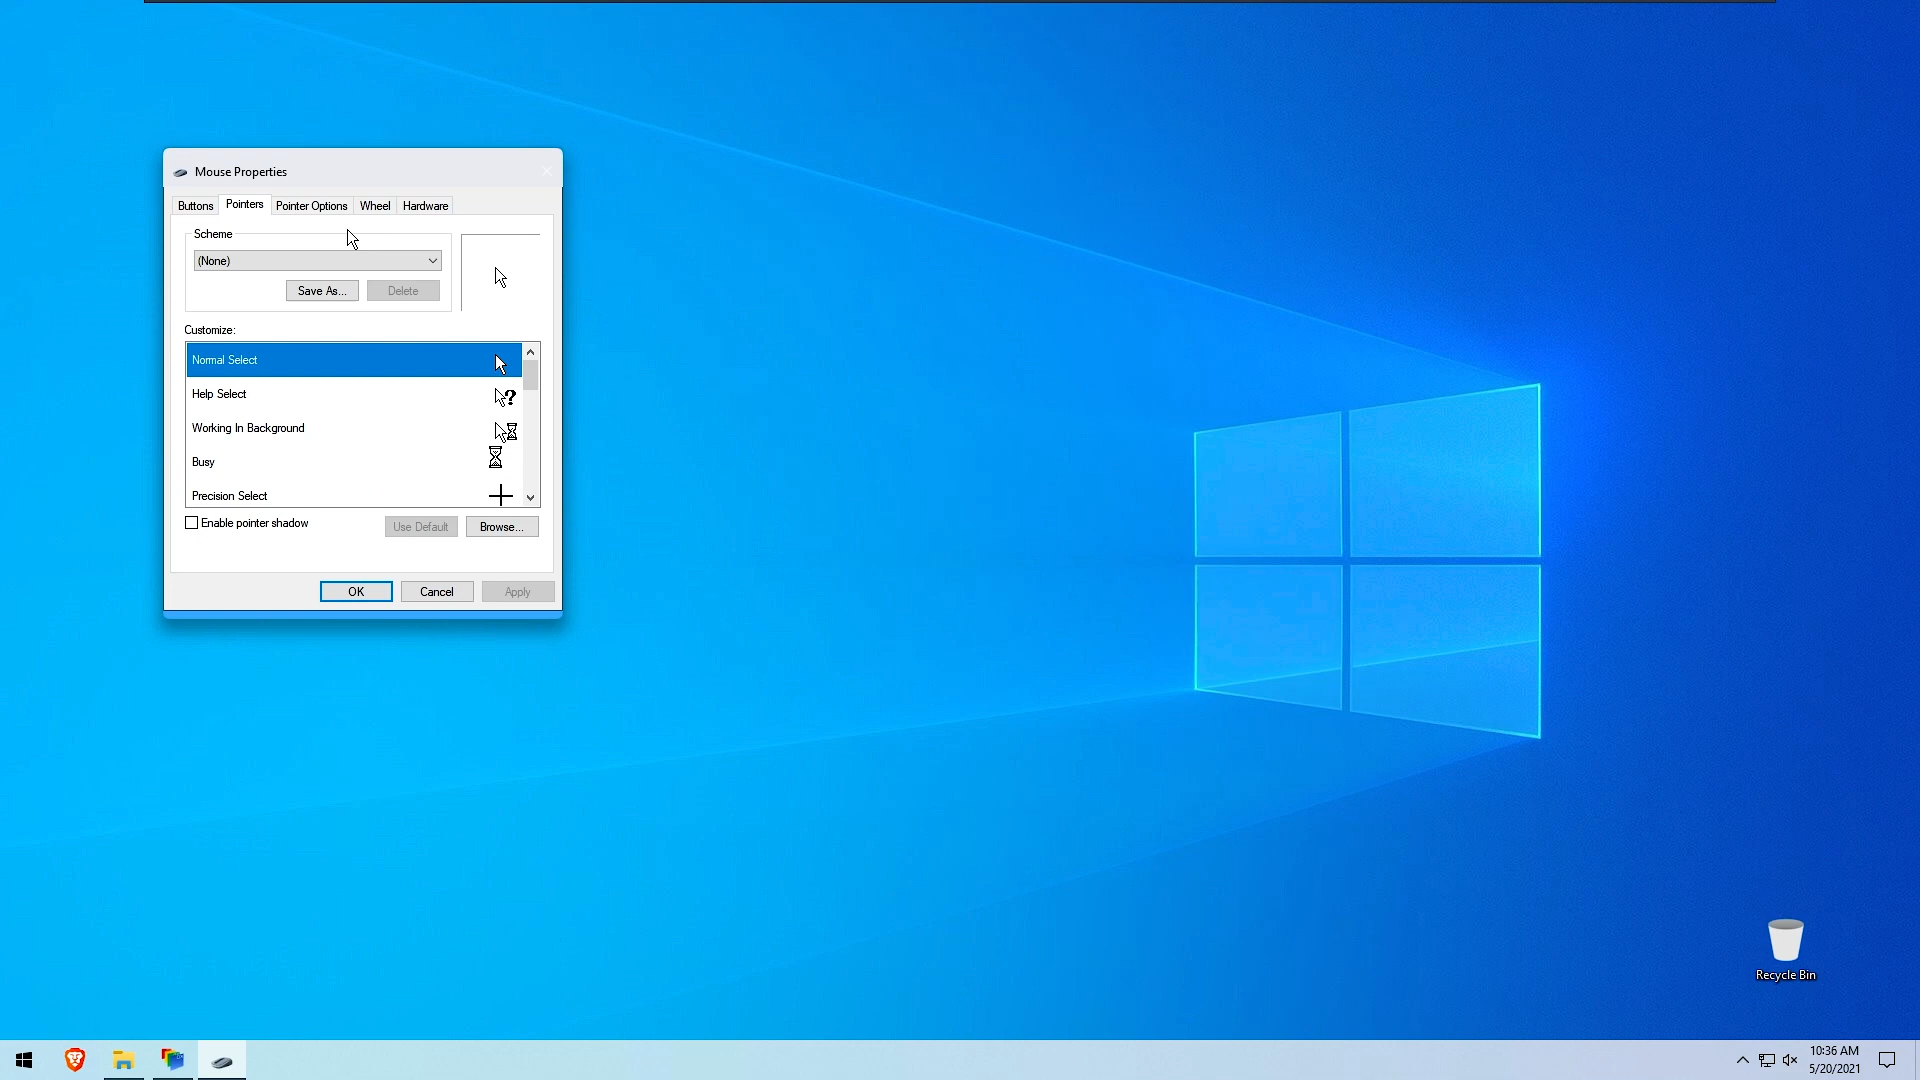 Mouse Properties
Buttons Pointers Pointer Options Wheel Hardware
Scheme
(None)
Save As... Delete
Customize:
Normal Select
Help Select
Working In Background
Busy
Precision Select
Enable pointer shadow
Use Default Browse...
OK Cancel Apply
Recycle Bin
10:36 AM
5/20/2021